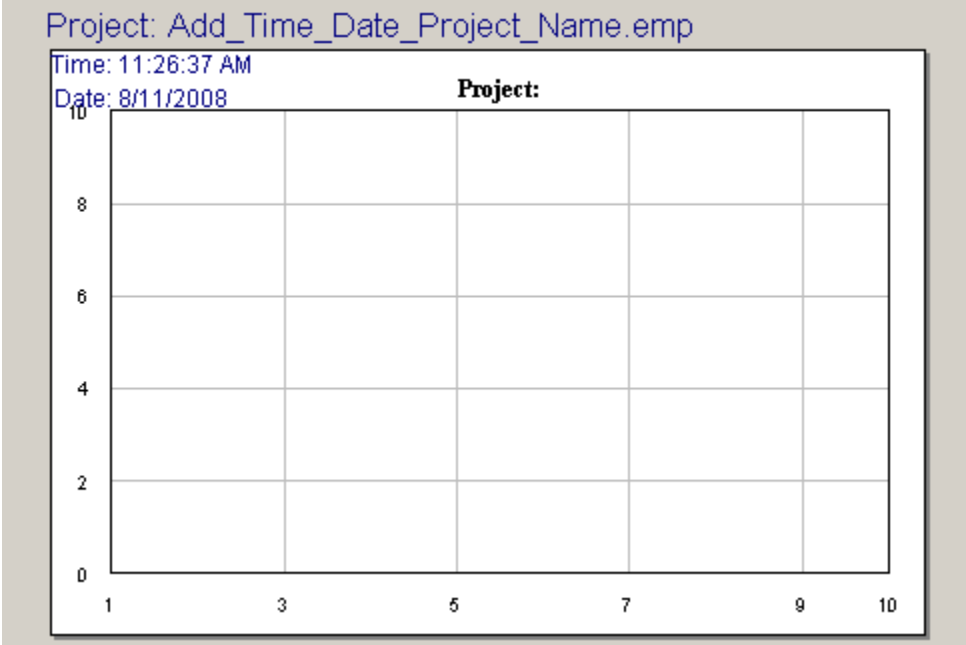 Project: Add_Time_Date_Project_Name.emp
Time: 11:26:37 AM
Project:
Date: 8/11/2008
10
8
6
4
2
0
1 3 5 7 9 10